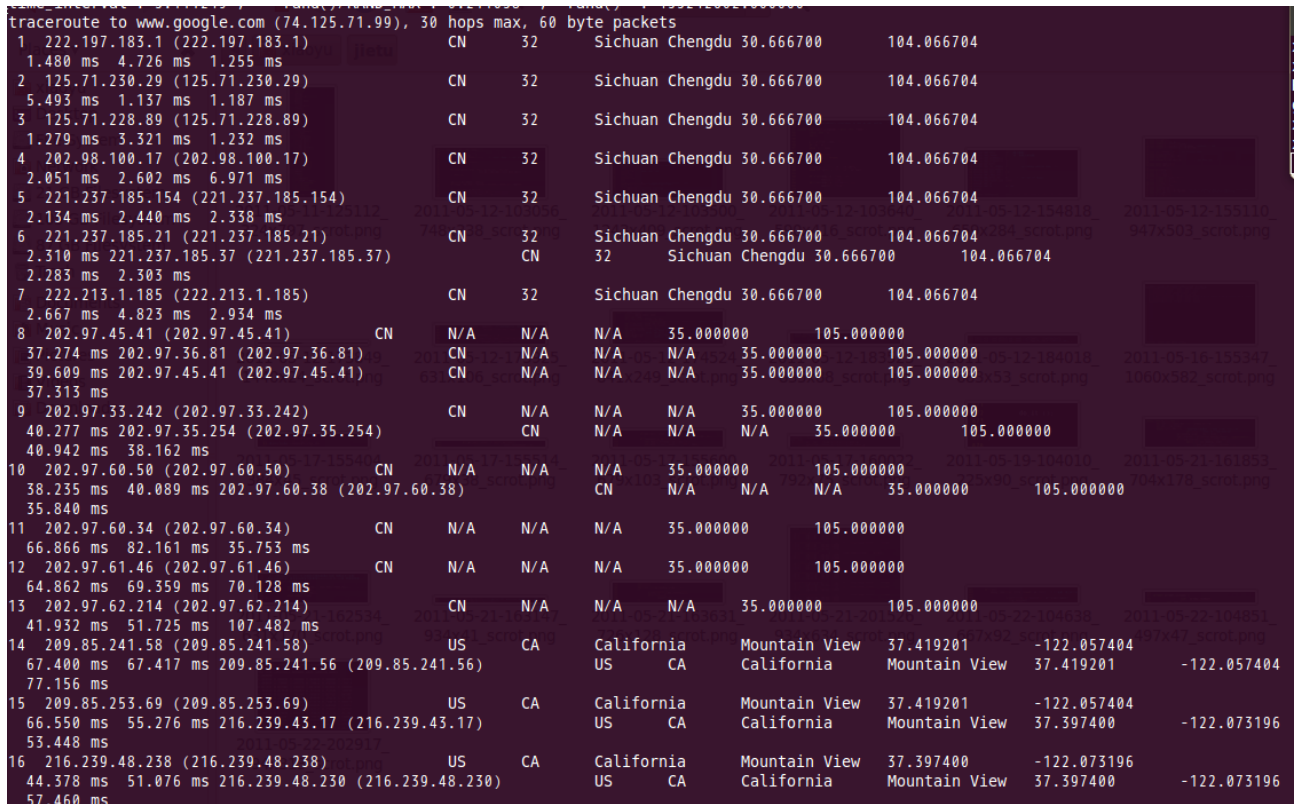 traceroute to www.google.com (74.125.71.99), 30 hops max, 60 byte packets
1 222.197.183.1 (222.197.183.1) CN 32 Sichuan Chengdu 30.666700 104.066704
1.480 ms 4.726 ms 1.255 ms
2 125.71.230.29 (125.71.230.29) CN 32 Sichuan Chengdu 30.666700 104.066704
5.493 ms 1.137 ms 1.187 ms
3 125.71.228.89 (125.71.228.89) CN 32 Sichuan Chengdu 30.666700 104.066704
1.279 ms 3.321 ms 1.232 ms
4 202.98.100.17 (202.98.100.17) CN 32 Sichuan Chengdu 30.666700 104.066704
2.051 ms 2.602 ms 6.971 ms
5 221.237.185.154 (221.237.185.154) CN 32 Sichuan Chengdu 30.666700 104.066704
2.134 ms 2.440 ms 2.338 ms
6 221.237.185.21 (221.237.185.21) CN 32 Sichuan Chengdu 30.666700 104.066704
2.310 ms 221.237.185.37 (221.237.185.37) CN 32 Sichuan Chengdu 30.666700 104.066704
2.283 ms 2.303 ms
7 222.213.1.185 (222.213.1.185) CN 32 Sichuan Chengdu 30.666700 104.066704
2.667 ms 4.823 ms 2.934 ms
8 202.97.45.41 (202.97.45.41) CN N/A N/A N/A 35.000000 105.000000
37.274 ms 202.97.36.81 (202.97.36.81) CN N/A N/A N/A 35.000000 105.000000
39.609 ms 202.97.45.41 (202.97.45.41) CN N/A N/A N/A 35.000000 105.000000
37.313 ms
9 202.97.33.242 (202.97.33.242) CN N/A N/A N/A 35.000000 105.000000
40.277 ms 202.97.35.254 (202.97.35.254) CN N/A N/A N/A 35.000000 105.000000
40.942 ms 38.162 ms
10 202.97.60.50 (202.97.60.50) CN N/A N/A N/A 35.000000 105.000000
38.235 ms 40.089 ms 202.97.60.38 (202.97.60.38) CN N/A N/A N/A 35.000000 105.000000
35.840 ms
11 202.97.60.34 (202.97.60.34) CN N/A N/A N/A 35.000000 105.000000
66.866 ms 82.161 ms 35.753 ms
12 202.97.61.46 (202.97.61.46) CN N/A N/A N/A 35.000000 105.000000
64.862 ms 69.359 ms 70.128 ms
13 202.97.62.214 (202.97.62.214) CN N/A N/A N/A 35.000000 105.000000
41.932 ms 51.725 ms 107.482 ms
14 209.85.241.58 (209.85.241.58) US CA California Mountain View 37.419201 -122.057404
67.400 ms 67.417 ms 209.85.241.56 (209.85.241.56) US CA California Mountain View 37.419201 -122.057404
77.156 ms
15 209.85.253.69 (209.85.253.69) US CA California Mountain View 37.419201 -122.057404
66.550 ms 55.276 ms 216.239.43.17 (216.239.43.17) US CA California Mountain View 37.397400 -122.073196
53.448 ms
16 216.239.48.238 (216.239.48.238) US CA California Mountain View 37.397400 -122.073196
44.378 ms 51.076 ms 216.239.48.230 (216.239.48.230) US CA California Mountain View 37.397400 -122.073196
57.460 ms